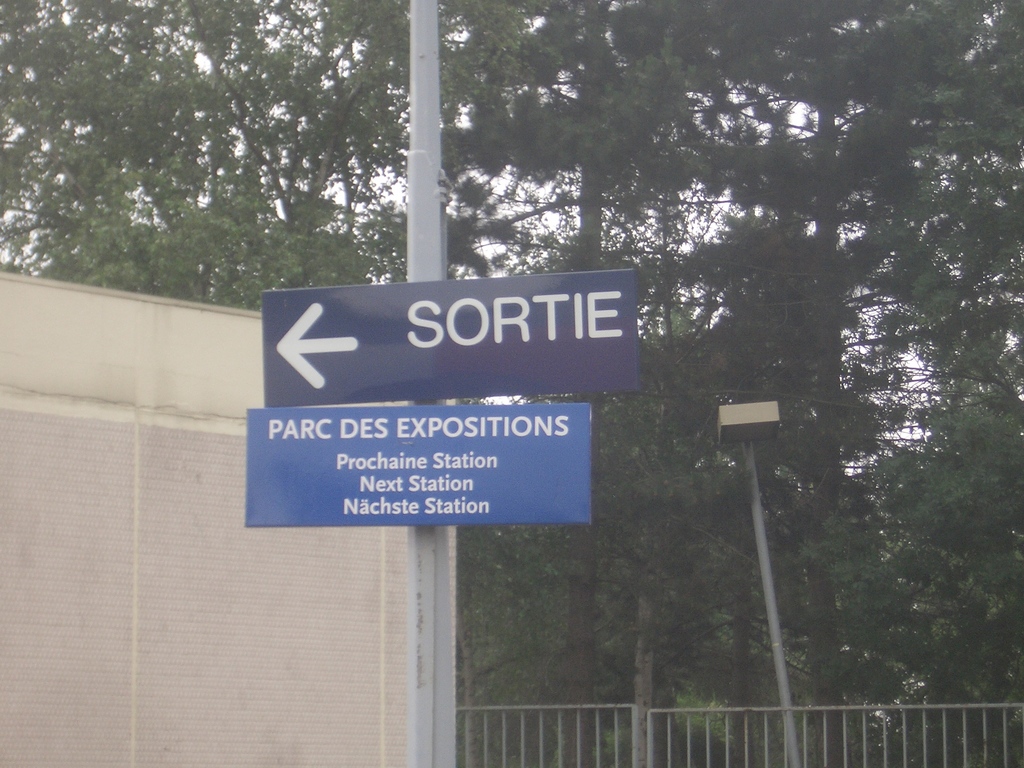 SORTIE
PARC DES EXPOSITIONS
Prochaine Station
Next Station
Nächste Station